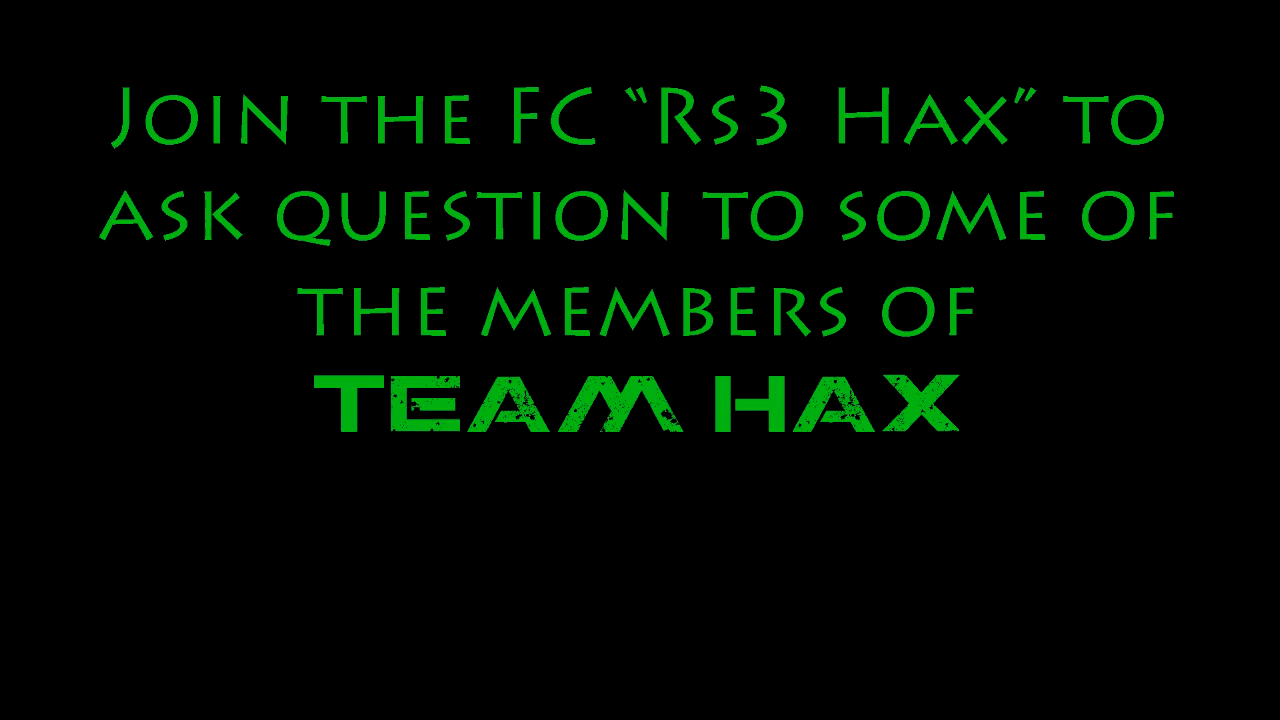 Join the FC “Rs3 Hax” to
ask question to some of
the members of
TEAM HAX